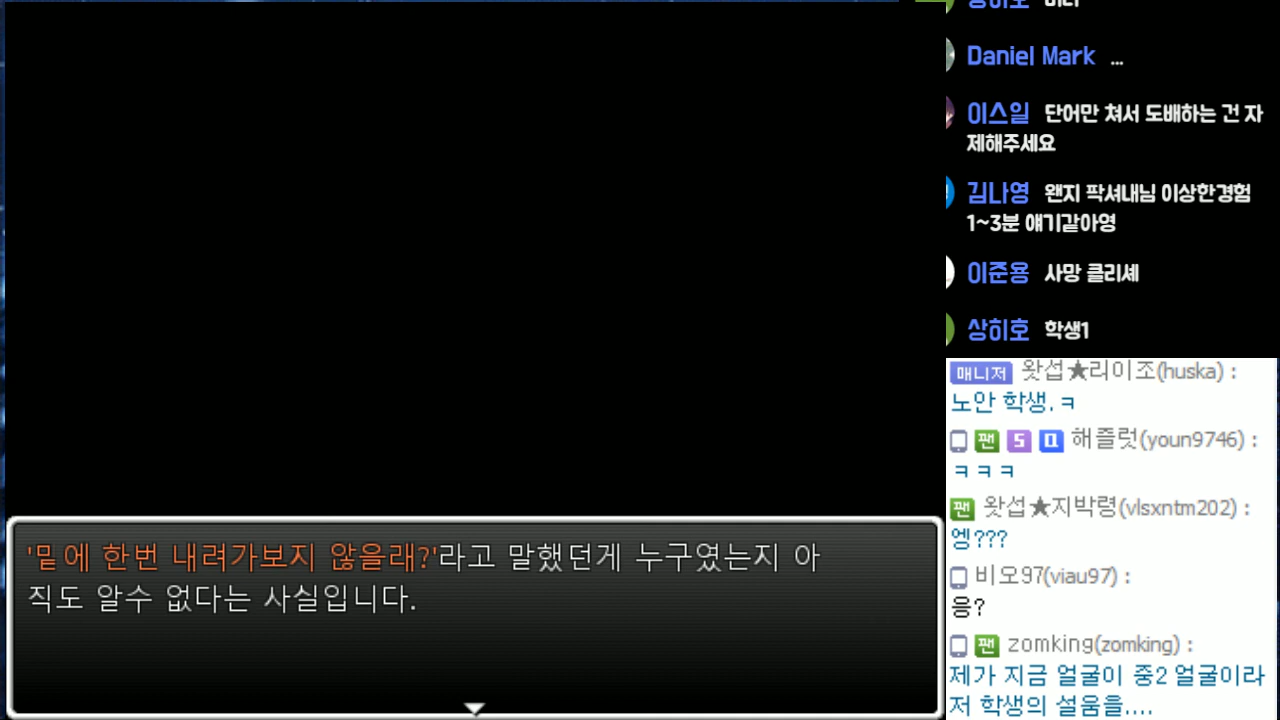 '밑에 한번 내려가보지 않을래?'라고 말했던게 누구였는지 아
직도 알수 없다는 사실입니다.
Daniel Mark ...
이스일 단어만 쳐서 도배하는 건 자
제해주세요
김나영 왠지 팍셔내님 이상한경험
1~3분 얘기같아영
이준용 사망 클리셰
상히호 학생1
매니저 왓섭★리이조(huska) :
노안 학생.ㅋ
팬 S 해즐럿(youn9746) :
ㅋㅋㅋ
팬 왓섭★지박령(vlsxntm202) :
엥???
비오97(viau97) :
응?
팬 zomking(zomking) :
제가 지금 얼굴이 중2 얼굴이라
저 학생의 설움을....